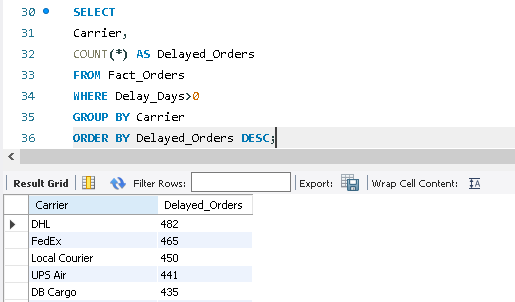 30 SELECT
31 Carrier,
32 COUNT(*) AS Delayed_Orders
33 FROM Fact_Orders
34 WHERE Delay_Days>0
35 GROUP BY Carrier
36 ORDER BY Delayed_Orders DESC;
Result Grid Filter Rows: Export: Wrap Cell Content: IA
Carrier Delayed_Orders
DHL 482
FedEx 465
Local Courier 450
UPS Air 441
DB Cargo 435